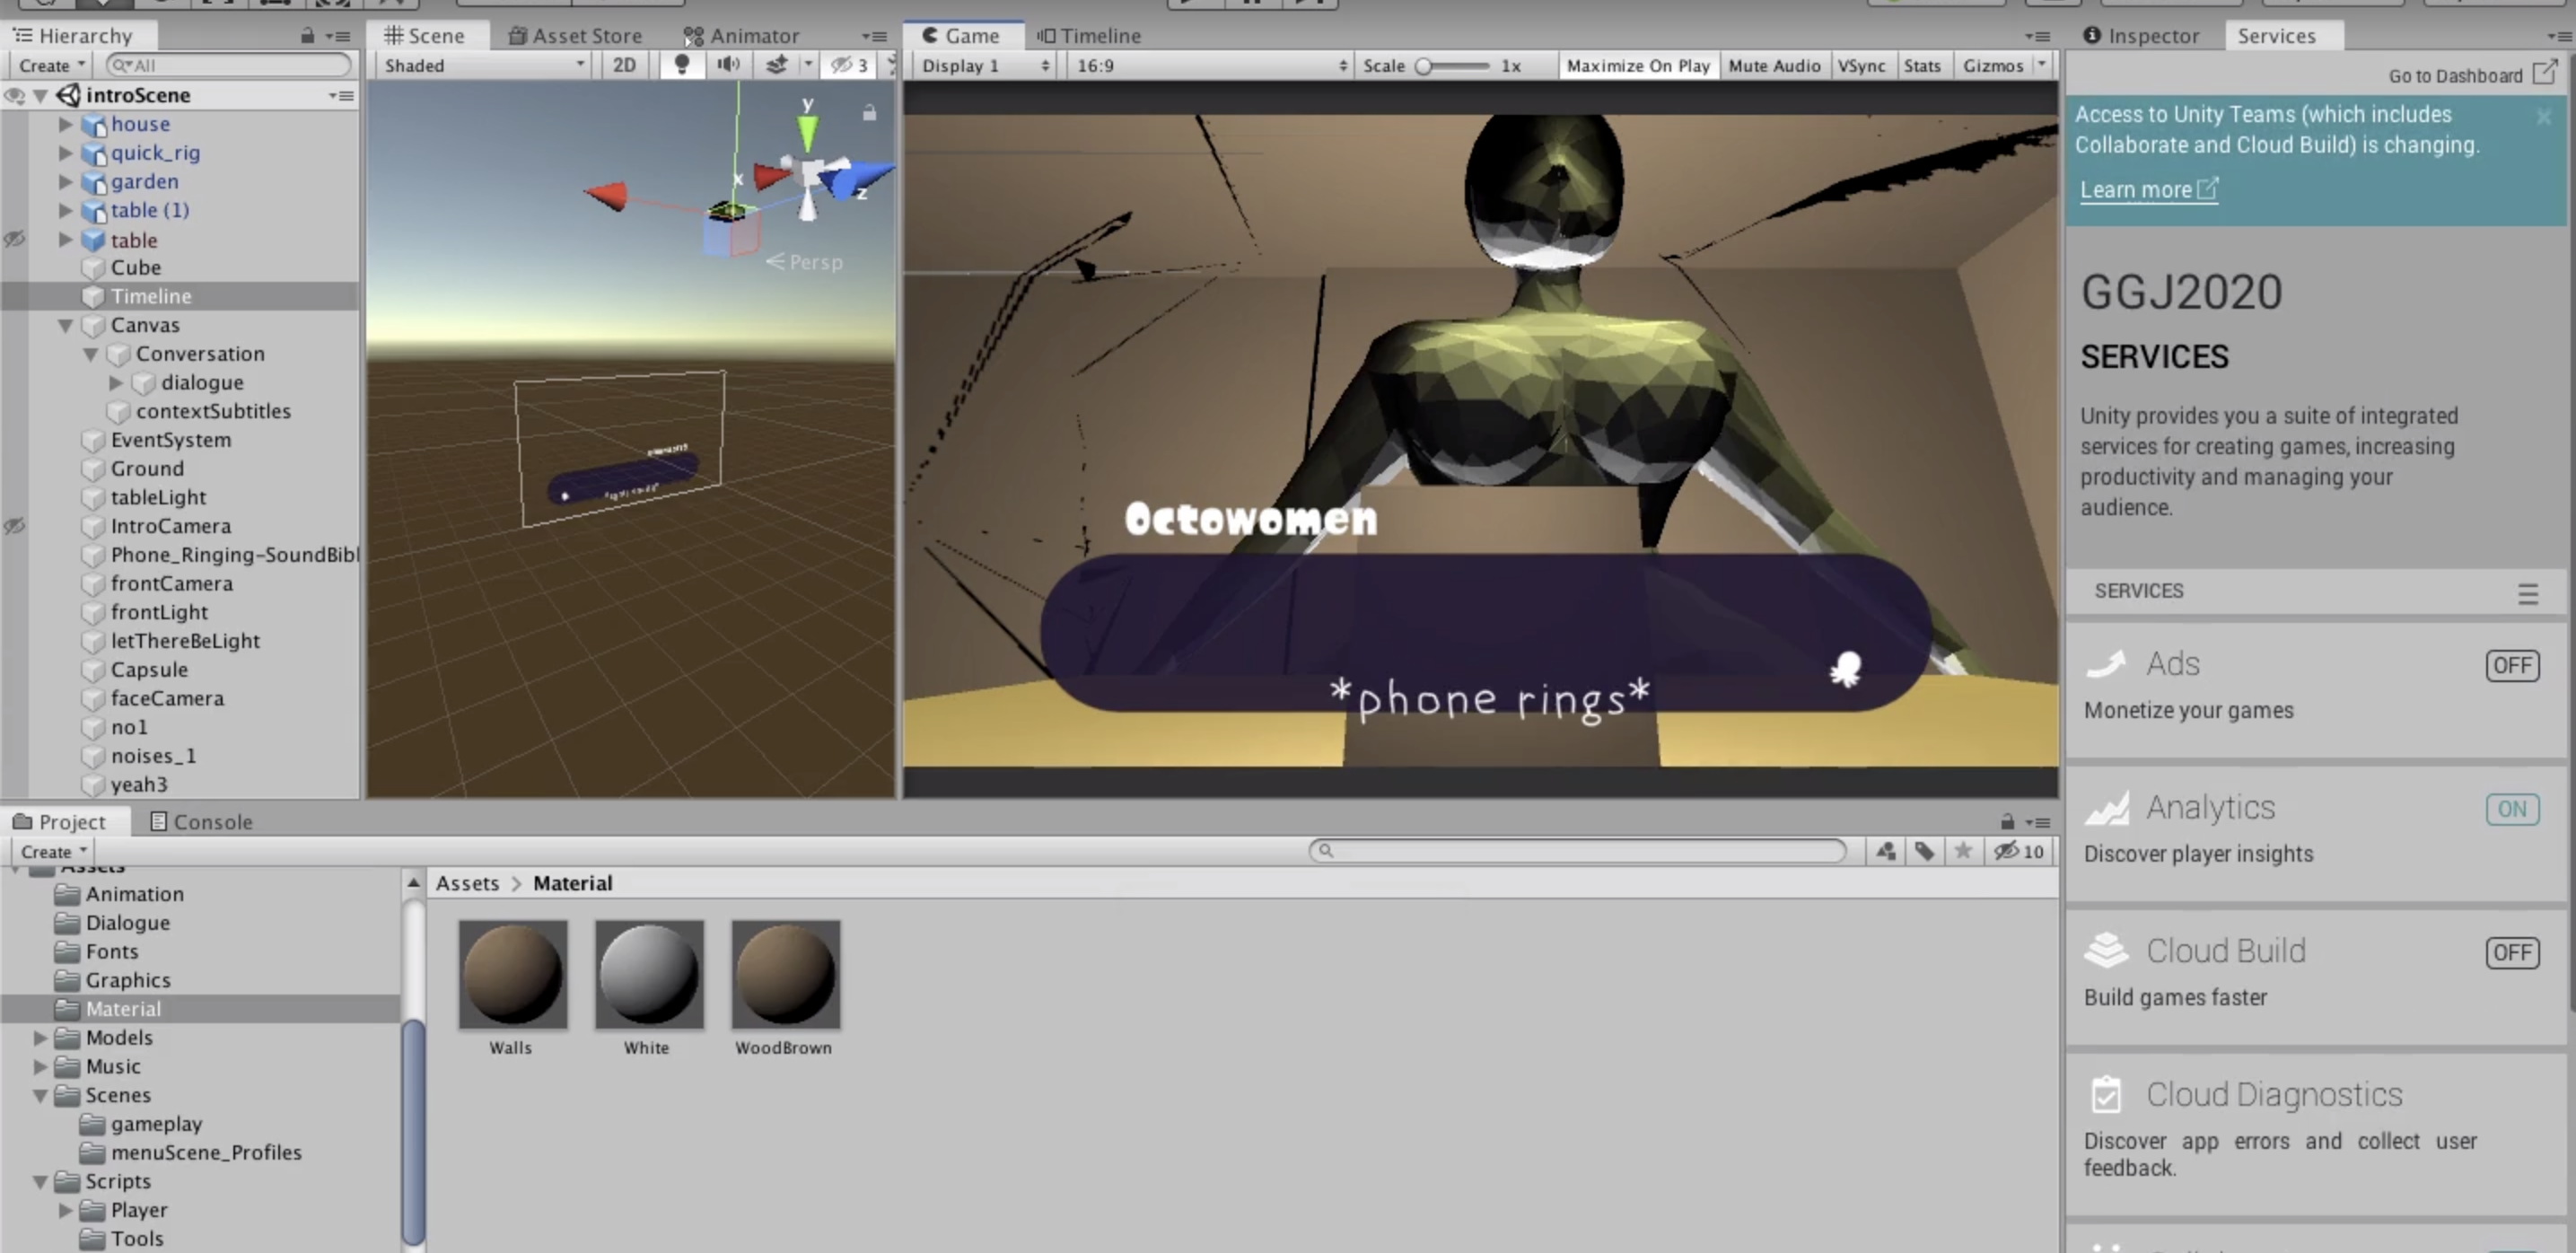 Hierarchy
Create
All
introScene
house
quick_rig
garden
table (1)
table
Cube
Timeline
Canvas
Conversation
dialogue
contextSubtitles
EventSystem
Ground
tableLight
IntroCamera
Phone_Ringing-SoundBibl
frontCamera
frontLight
letThereBeLight
Capsule
faceCamera
no1
noises_1
yeah3
Scene
Asset Store
Animator
Shaded
2D
3
y
x
z
Persp
Game
Timeline
Display 1
16:9
Scale
1x
Maximize On Play
Mute Audio
VSync
Stats
Gizmos
Octowomen
*phone rings*
Inspector
Services
Go to Dashboard
Access to Unity Teams (which includes
Collaborate and Cloud Build) is changing.
Learn more
GGJ2020
SERVICES
Unity provides you a suite of integrated
services for creating games, increasing
productivity and managing your
audience.
SERVICES
Ads
OFF
Monetize your games
Analytics
ON
Discover player insights
Cloud Build
OFF
Build games faster
Cloud Diagnostics
Discover app errors and collect user
feedback.
Project
Console
Create
10
Assets
Animation
Dialogue
Fonts
Graphics
Material
Models
Music
Scenes
gameplay
menuScene_Profiles
Scripts
Player
Tools
Assets > Material
Walls
White
WoodBrown